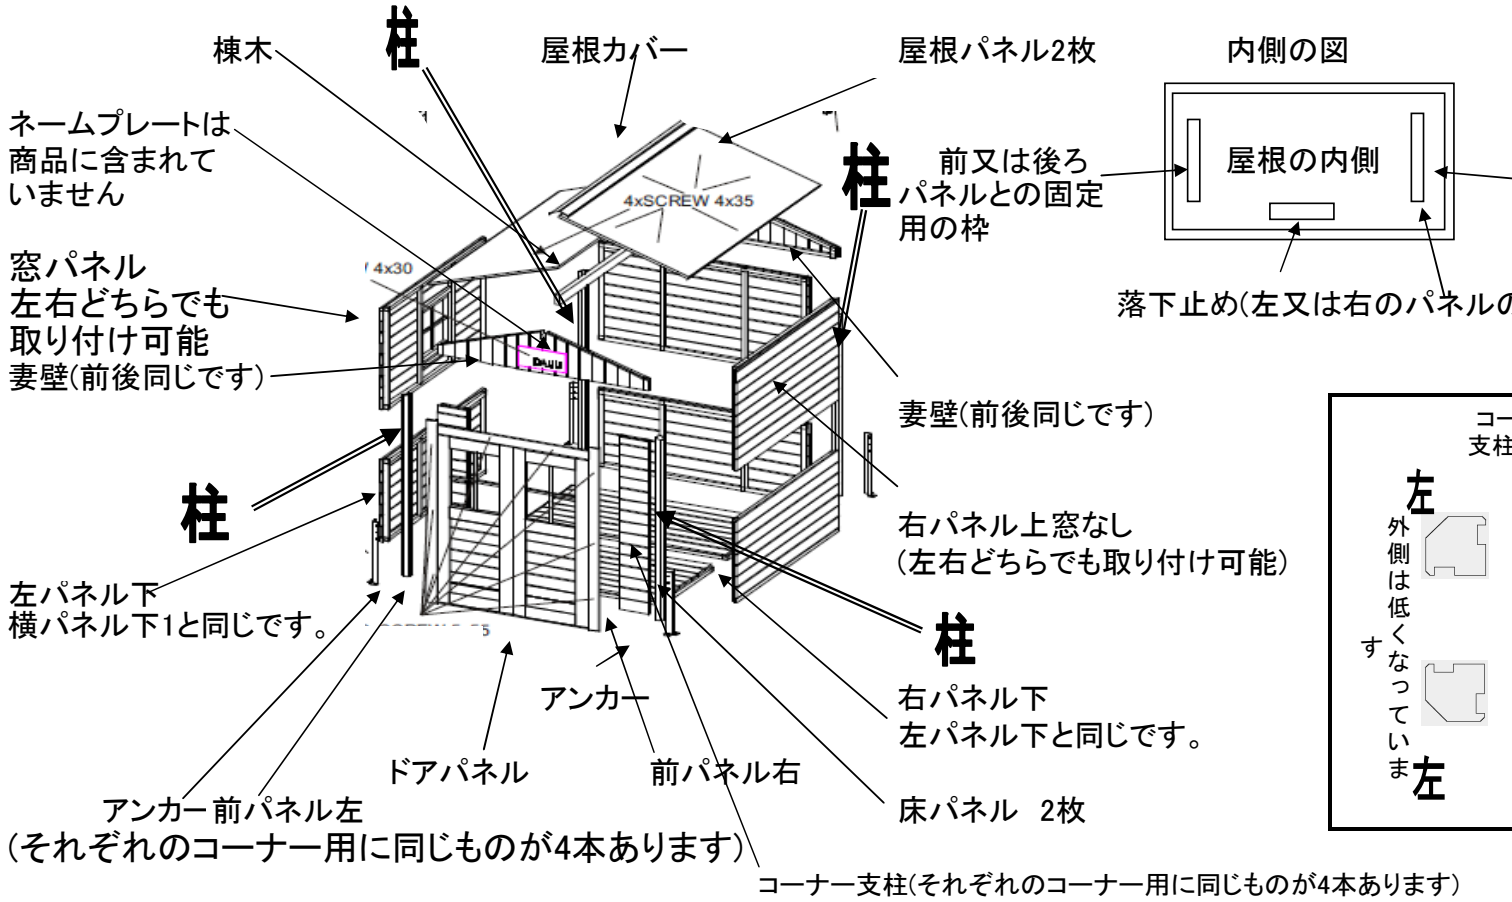 棟木
柱
屋根カバー
屋根パネル2枚
内側の図
ネームプレートは
商品に含まれて
いません
4xSCREW 4x35
柱
前又は後ろ
パネルとの固定
用の枠
屋根の内側
窓パネル
左右どちらでも
取り付け可能
妻壁(前後同じです)
4x30
落下止め(左又は右のパネルの
妻壁(前後同じです)
柱
右パネル上窓なし
(左右どちらでも取り付け可能)
左パネル下
横パネル下1と同じです。
柱
アンカー
右パネル下
左パネル下と同じです。
ドアパネル
前パネル右
アンカー
前パネル左
床パネル 2枚
(それぞれのコーナー用に同じものが4本あります)
コーナー支柱(それぞれのコーナー用に同じものが4本あります)
コー
支柱
左
外側は低くなっていま
す
左